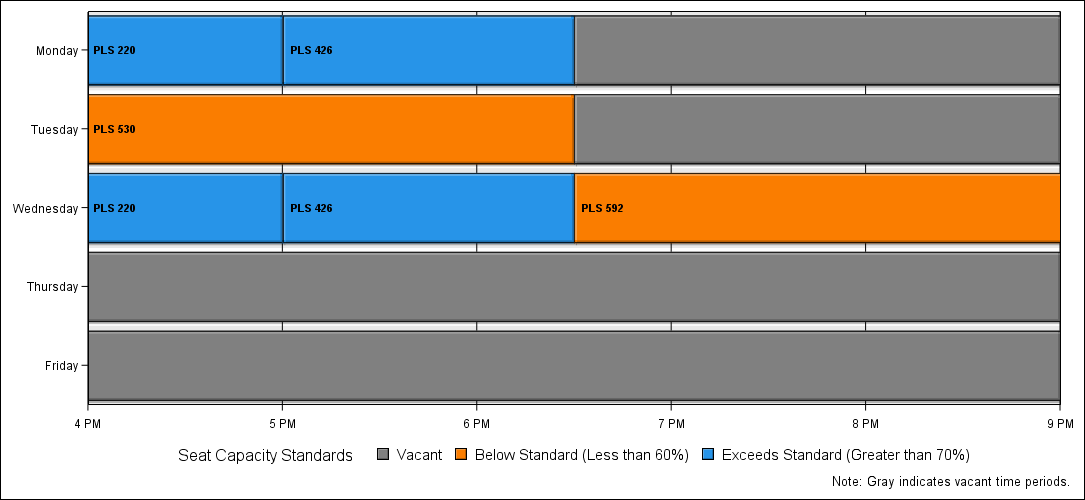 Monday
PLS 220
PLS 426
Tuesday
PLS 530
Wednesday
PLS 220
PLS 426
PLS 592
Thursday
Friday
4 PM 5 PM 6 PM 7 PM 8 PM 9 PM
Seat Capacity Standards Vacant Below Standard (Less than 60%) Exceeds Standard (Greater than 70%)
Note: Gray indicates vacant time periods.